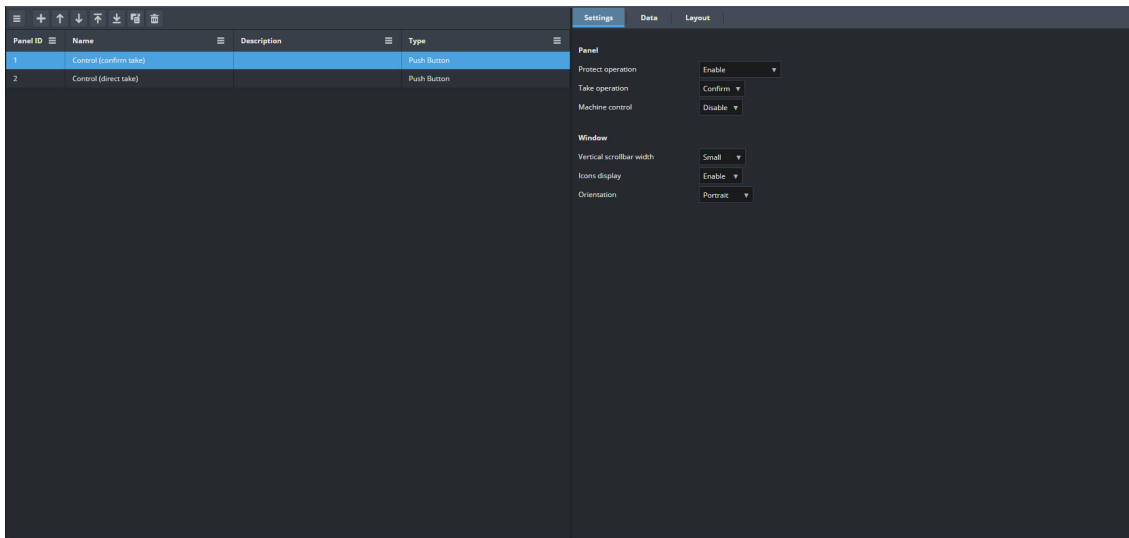 Settings Data Layout
Panel ID Name Description Type
1 Control (confirm take) Push Button
2 Control (direct take) Push Button
Panel
Protect operation Enable
Take operation Confirm
Machine control Disable
Window
Vertical scrollbar width Small
Icons display Enable
Orientation Portrait